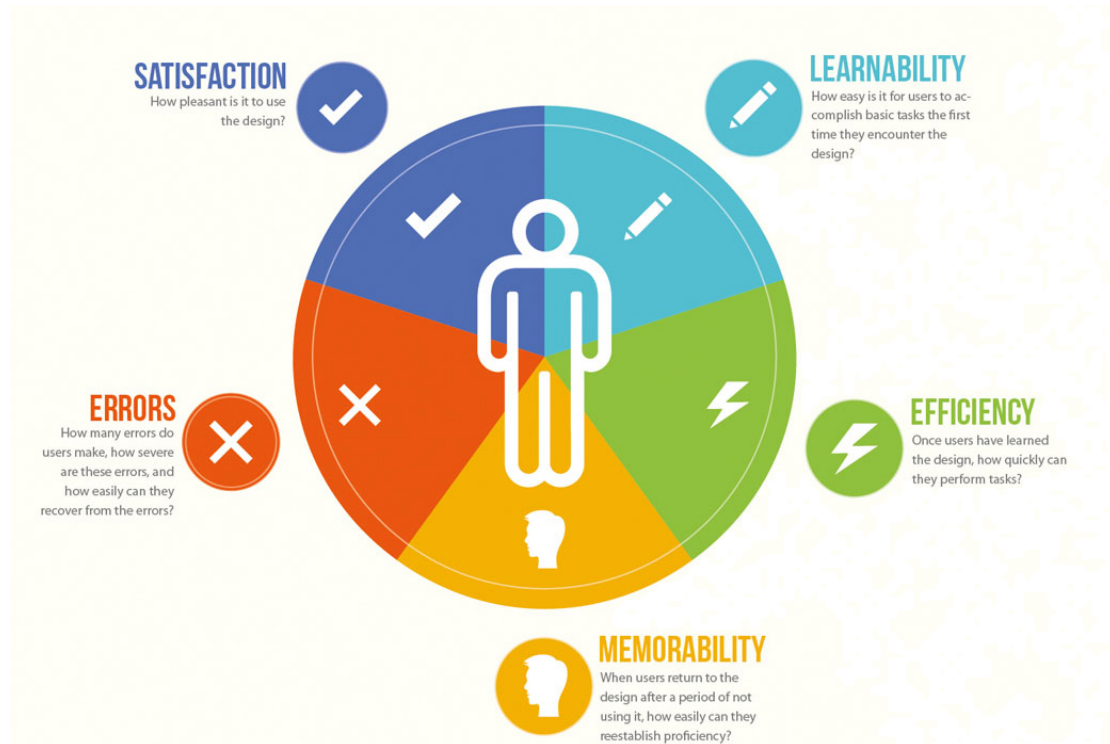 SATISFACTION
How pleasant is it to use
the design?
LEARNABILITY
How easy is it for users to ac-
complish basic tasks the first
time they encounter the
design?
ERRORS
How many errors do
users make, how severe
are these errors, and
how easily can they
recover from the errors?
EFFICIENCY
Once users have learned
the design, how quickly can
they perform tasks?
MEMORABILITY
When users return to the
design after a period of not
using it, how easily can they
reestablish proficiency?